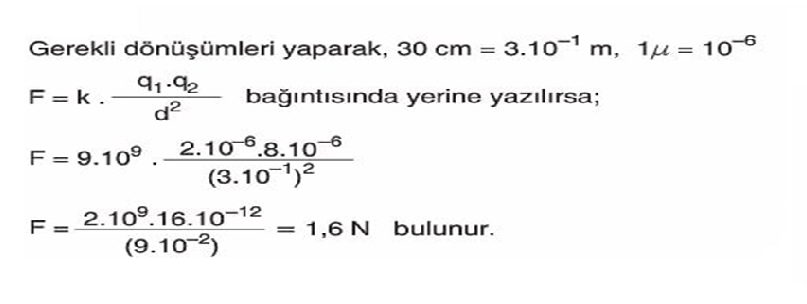 Gerekli dönüşümleri yaparak, 30 cm = 3.10⁻¹ m, 1μ = 10⁻⁶
F = k . q₁.q₂ / d² bağıntısında yerine yazılırsa;
F = 9.10⁹ . 2.10⁻⁶.8.10⁻⁶ / (3.10⁻¹)²
F = 2.10⁹.16.10⁻¹² / (9.10⁻²) = 1,6 N bulunur.